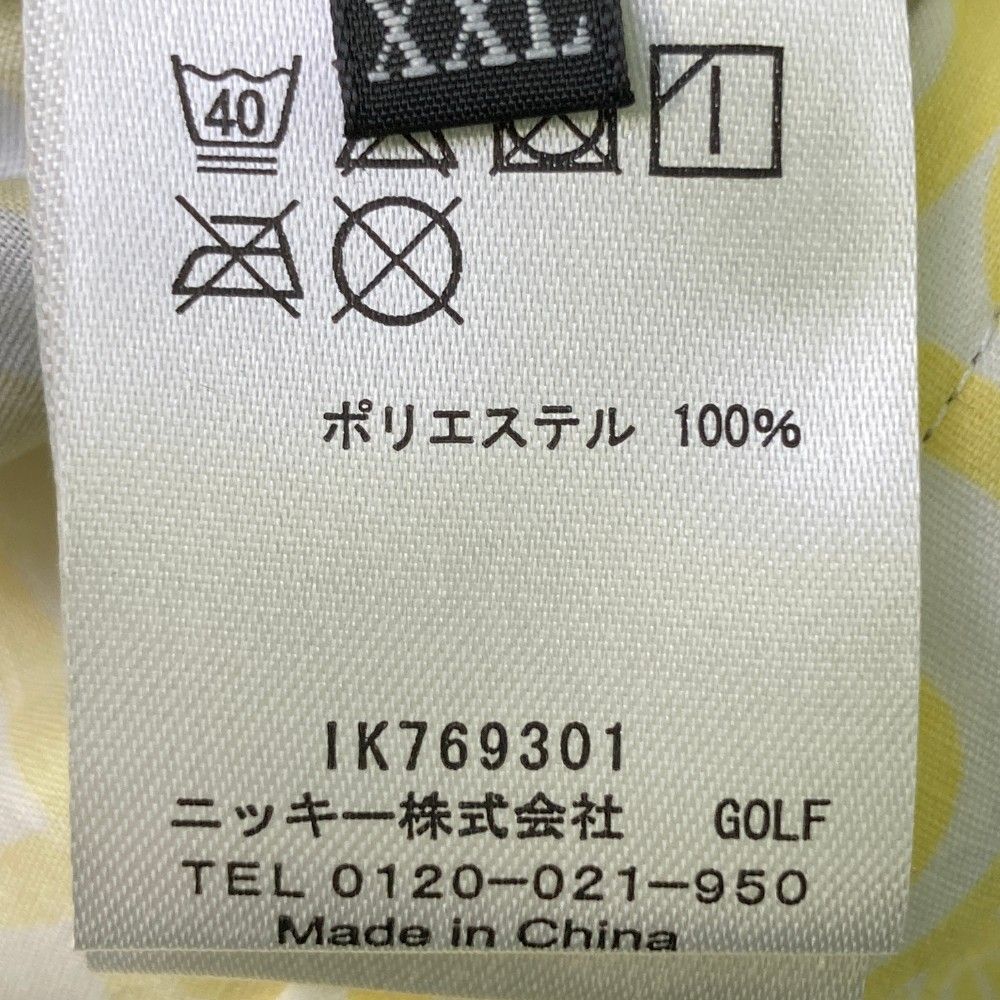 XXL
40
ポリエステル 100%
IK769301
ニッキー株式会社 GOLF
TEL 0120-021-950
Made in China